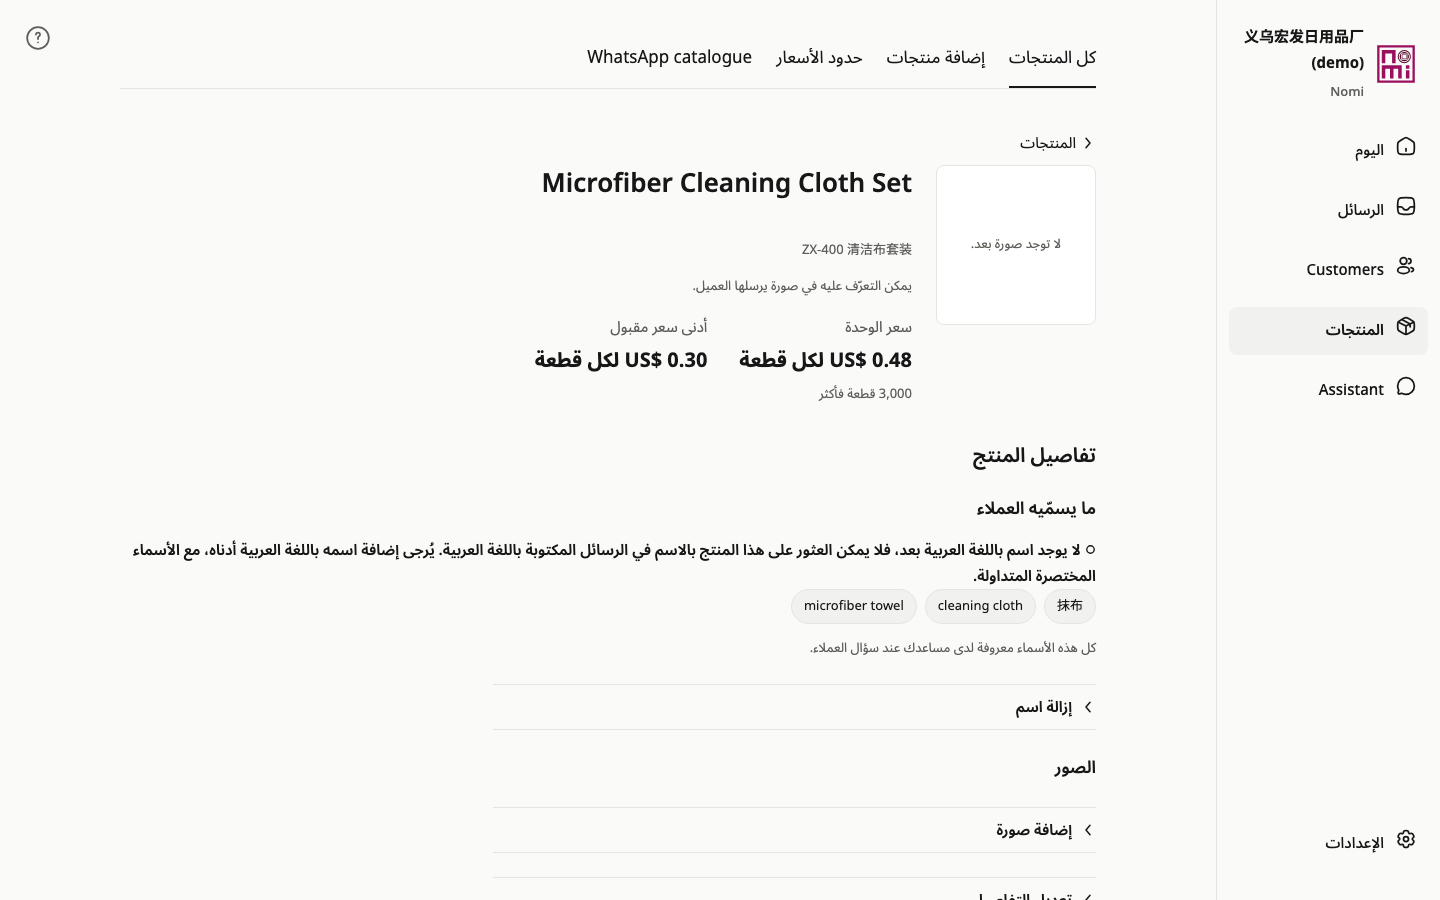 义乌宏发日用品厂
(demo)
Nomi
اليوم
الرسائل
Customers
المنتجات
Assistant
الإعدادات
كل المنتجات
إضافة منتجات
حدود الأسعار
WhatsApp catalogue
المنتجات
لا توجد صورة بعد.
Microfiber Cleaning Cloth Set
ZX-400 清洁布套装
يمكن التعرّف عليه في صورة يرسلها العميل.
سعر الوحدة
US$ 0.48 لكل قطعة
3,000 قطعة فأكثر
أدنى سعر مقبول
US$ 0.30 لكل قطعة
تفاصيل المنتج
ما يسمّيه العملاء
لا يوجد اسم باللغة العربية بعد، فلا يمكن العثور على هذا المنتج بالاسم في الرسائل المكتوبة باللغة العربية. يُرجى إضافة اسمه باللغة العربية أدناه، مع الأسماء
المختصرة المتداولة.
抹布
cleaning cloth
microfiber towel
كل هذه الأسماء معروفة لدى مساعدك عند سؤال العملاء.
إزالة اسم
الصور
إضافة صورة
تعديل التفاصيل